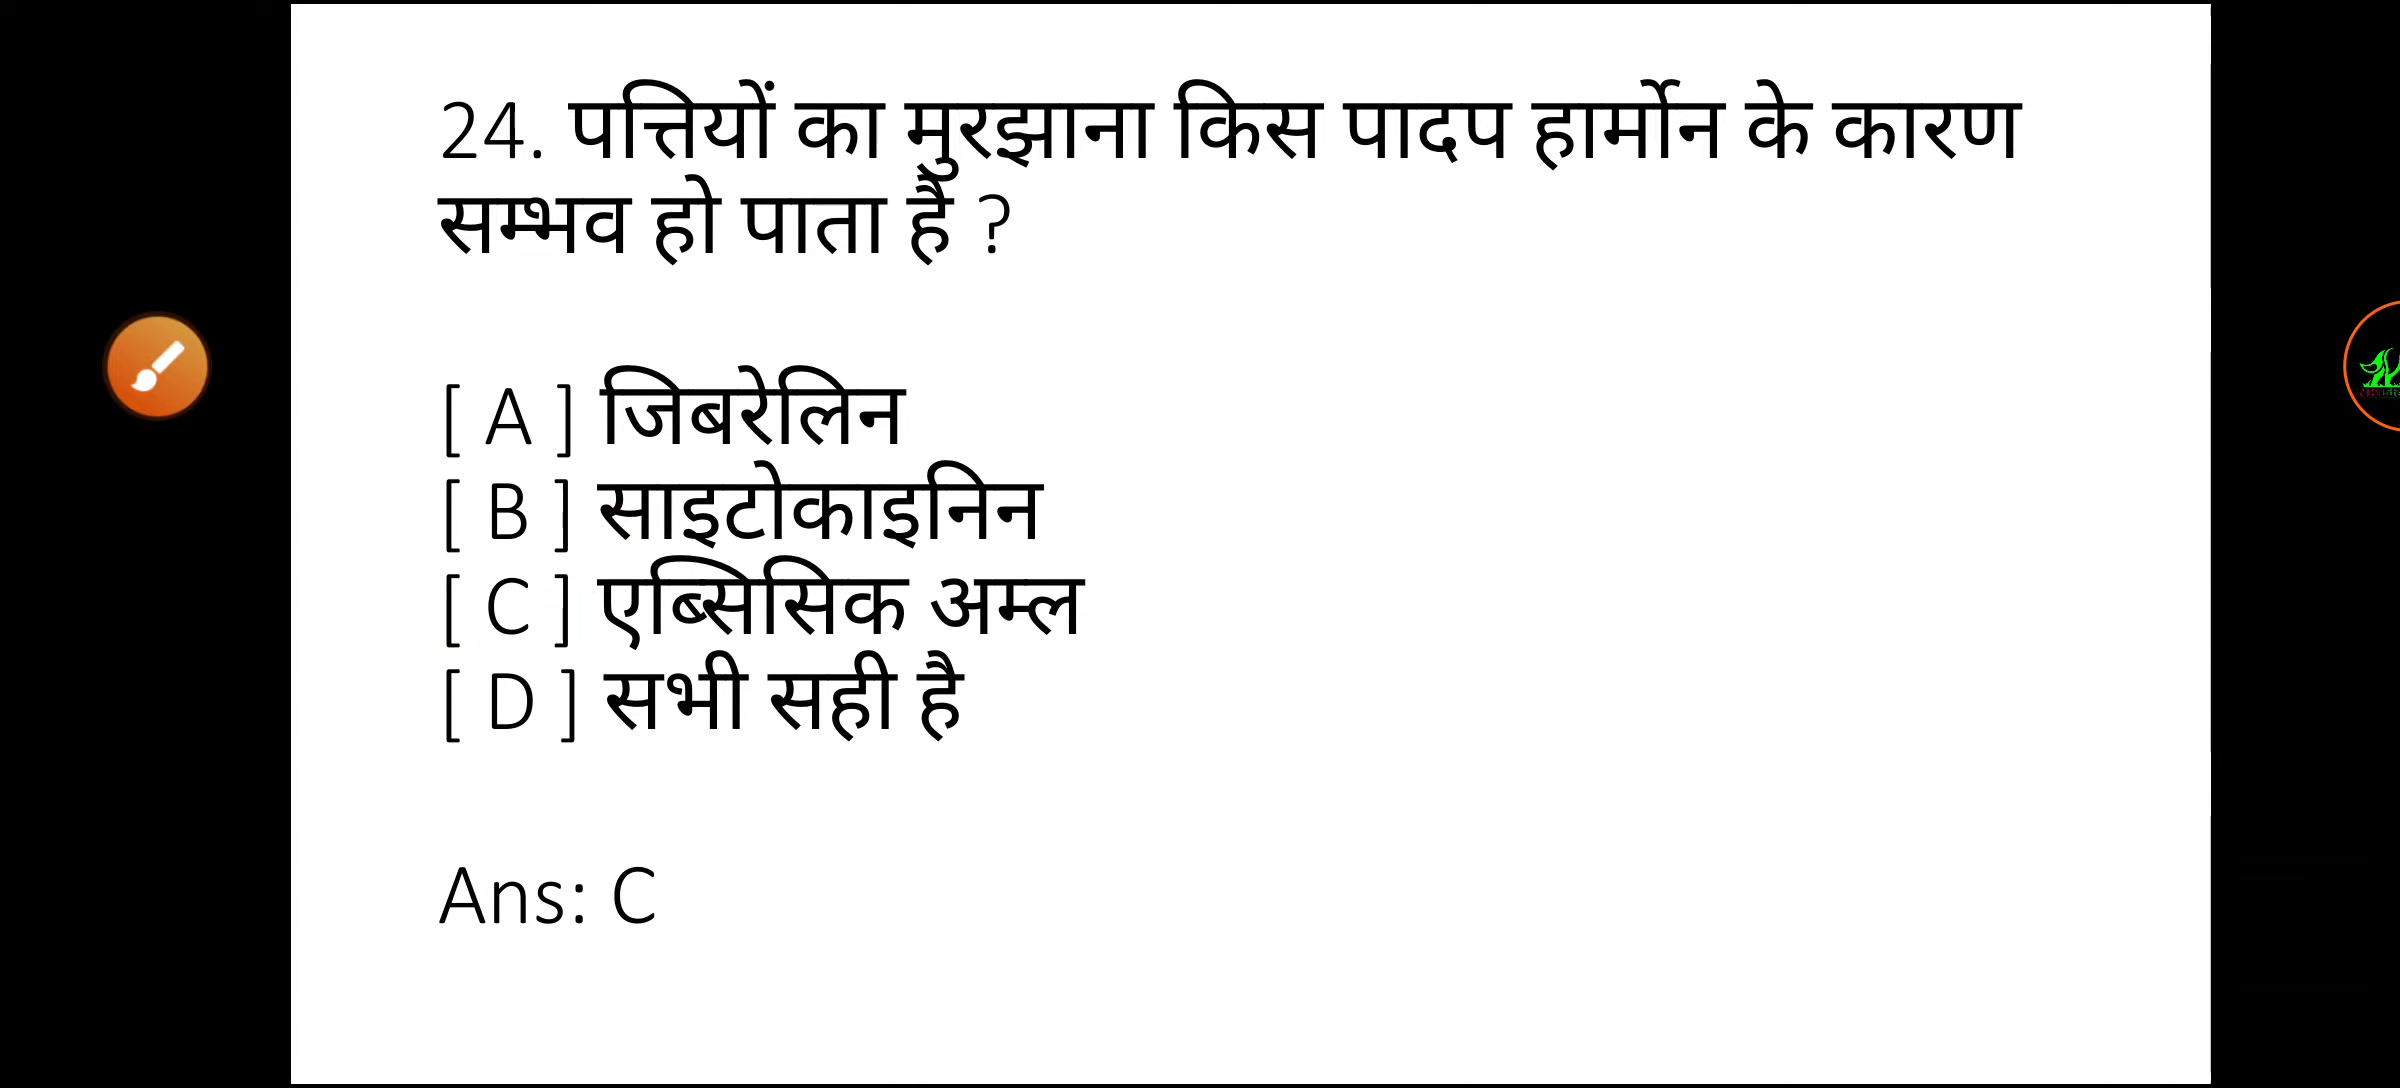 24. पत्तियों का मुरझाना किस पादप हार्मोन के कारण
सम्भव हो पाता है ?
[ A ] जिबरेलिन
[ B ] साइटोकाइनिन
[ C ] एब्सिसिक अम्ल
[ D ] सभी सही है
Ans: C